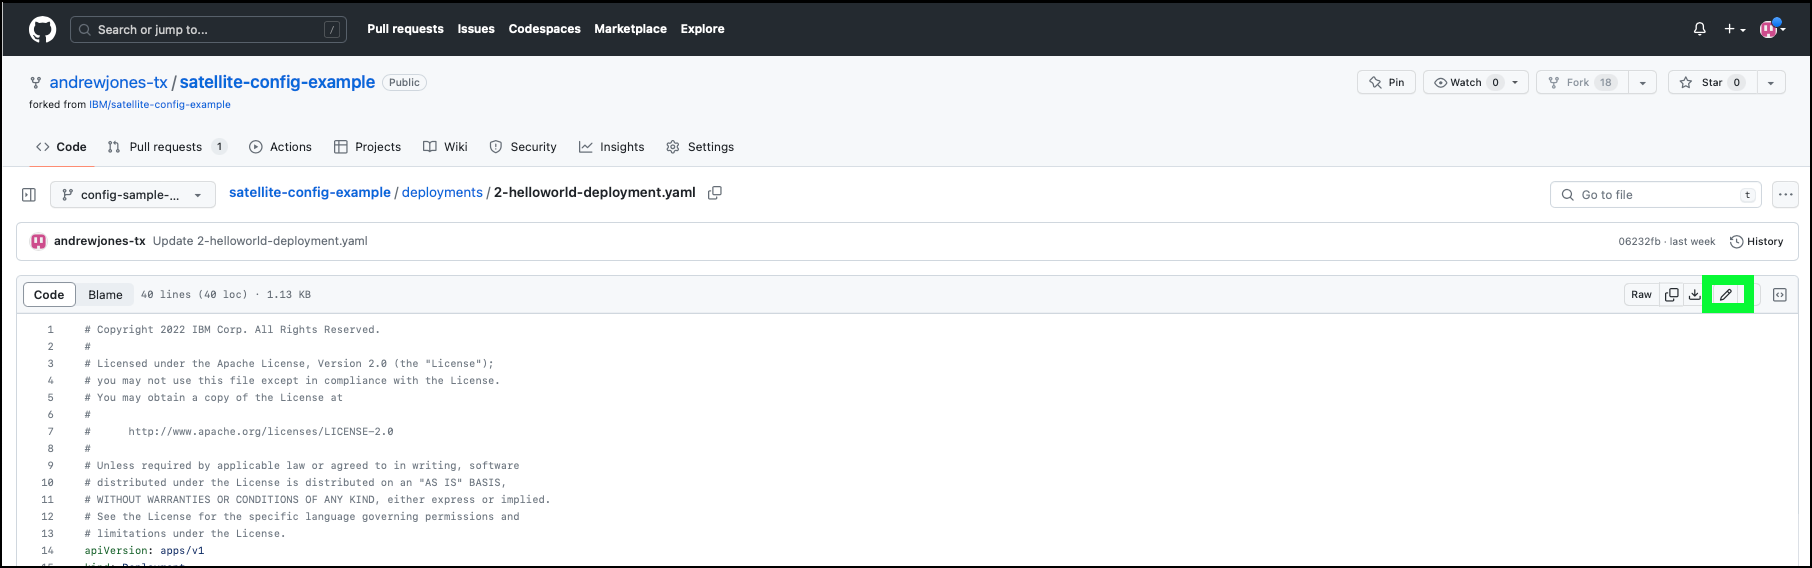 Search or jump to... /
Pull requests Issues Codespaces Marketplace Explore
andrewjones-tx / satellite-config-example Public
Pin Watch 0 Fork 18 Star 0
forked from IBM/satellite-config-example
Code Pull requests 1 Actions Projects Wiki Security Insights Settings
config-sample-... satellite-config-example / deployments / 2-helloworld-deployment.yaml Go to file t
andrewjones-tx Update 2-helloworld-deployment.yaml 06232fb · last week History
Code Blame 40 lines (40 loc) · 1.13 KB Raw
1 # Copyright 2022 IBM Corp. All Rights Reserved.
2 #
3 # Licensed under the Apache License, Version 2.0 (the "License");
4 # you may not use this file except in compliance with the License.
5 # You may obtain a copy of the License at
6 #
7 # http://www.apache.org/licenses/LICENSE-2.0
8 #
9 # Unless required by applicable law or agreed to in writing, software
10 # distributed under the License is distributed on an "AS IS" BASIS,
11 # WITHOUT WARRANTIES OR CONDITIONS OF ANY KIND, either express or implied.
12 # See the License for the specific language governing permissions and
13 # limitations under the License.
14 apiVersion: apps/v1
15 kind: Deployment